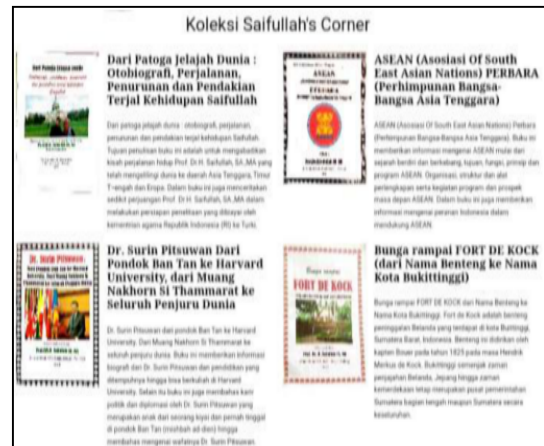 Koleksi Saifullah's Corner
Dari Patoga Jelajah Dunia :
Otobiografi, Perjalanan,
Penurunan dan Pendakian
Terjal Kehidupan Saifullah
Dari patoga jelajah dunia : otobiografi, perjalanan,
penurunan dan pendakian terjal kehidupan Saifullah.
Tujuan penulisan buku ini adalah untuk mengabadikan
kisah perjalanan hidup Prof. Dr.H. Saifullah, SA.,MA yang
telah mengelilingi dunia ke daerah Asia Tenggara, Timur
T-engah dan Eropa. Dalam buku ini juga menceritakan
sedikit perjuangan Prof. Dr.H. Saifullah, SA.,MA dalam
melakukan persiapan penelitian yang dibiayai oleh
kementrian agama Republik Indonesia (RI) ke Turki.
ASEAN (Asosiasi Of South
East Asian Nations) PERBARA
(Perhimpunan Bangsa-
Bangsa Asia Tenggara)
ASEAN (Asosiasi Of South East Asian Nations) Perbara
(Perhimpunan Bangsa-Bangsa Asia Tenggara). Buku ini
memberikan informasi mengenai ASEAN mulai dari
sejarah berdiri dan berkebang, tujuan, fungsi, prinsip dan
program ASEAN. Organisasi, struktur dan alat
perlengkapan serta kegiatan program dan prospek
masa depan ASEAN. Dalam buku ini juga memberikan
informasi mengenai peranan Indonesia dalam
mendukung ASEAN.
ASEAN
Dr. Surin Pitsuwan Dari
Pondok Ban Tan ke Harvard
University, dari Muang
Nakhorn Si Thammarat ke
Seluruh Penjuru Dunia
Dr. Surin Pitsuwan dari pondok Ban Tan ke Harvard
University. Dari Muang Nakhorn Si Thammarat ke
seluruh penjuru dunia. Buku ini memberikan informasi
biografi dari Dr. Surin Pitsuwan dan pendidikan yang
ditempuhnya hingga bisa berkuliah di Harvard
University. Selain itu buku ini juga membahas karir
politik dan diplomasi oleh Dr. Surin Pitsuwan yang
merupakan anak dari seorang kiyai dan pernah tinggal
di pondok Ban Tan (misbbah ad-dien) hingga
membahas mengenai wafatnya Dr. Surin Pitsuwan.
Dr. Surin Pitsuwan,
Bunga rampai FORT DE KOCK
(dari Nama Benteng ke Nama
Kota Bukittinggi)
Bunga rampai FORT DE KOCK dari Nama Benteng ke
Nama Kota Bukittinggi. Fort de Kock adalah benteng
peninggalan Belanda yang terdapat di kota Buittinggi,
Sumatera Barat, Indonesia. Benteng ini didirikan oleh
kapten Bouer pada tahun 1825 pada masa Hendrik
Merkus de Kock. Bukittinggi semenjak zaman
penjajahan Belanda, Jepang hingga zaman
kemerdekaan tetap merupakan pusat pemerintahan
Sumatera bagian tengah maupun Sumatera secara
keseluruhan.
Bunga rampai
FORT DE KOCK